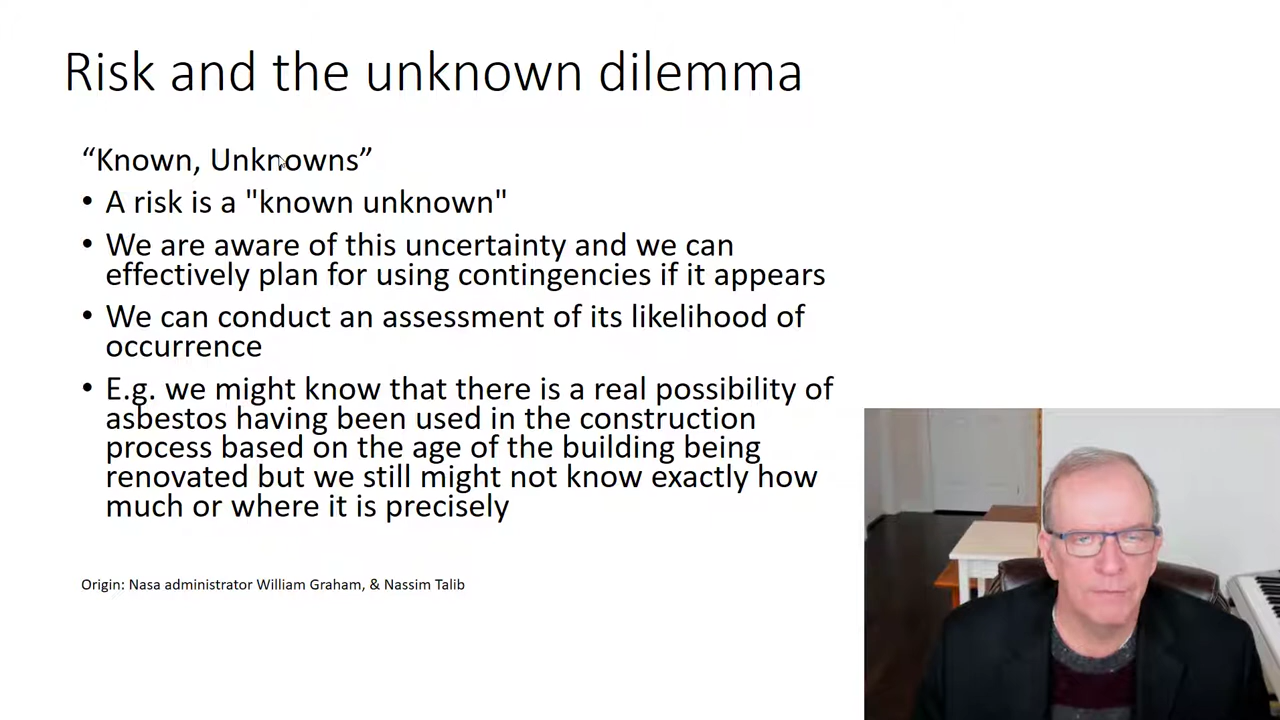 Risk and the unknown dilemma
“Known, Unknowns”
• A risk is a "known unknown"
• We are aware of this uncertainty and we can
effectively plan for using contingencies if it appears
• We can conduct an assessment of its likelihood of
occurrence
• E.g. we might know that there is a real possibility of
asbestos having been used in the construction
process based on the age of the building being
renovated but we still might not know exactly how
much or where it is precisely
Origin: Nasa administrator William Graham, & Nassim Talib